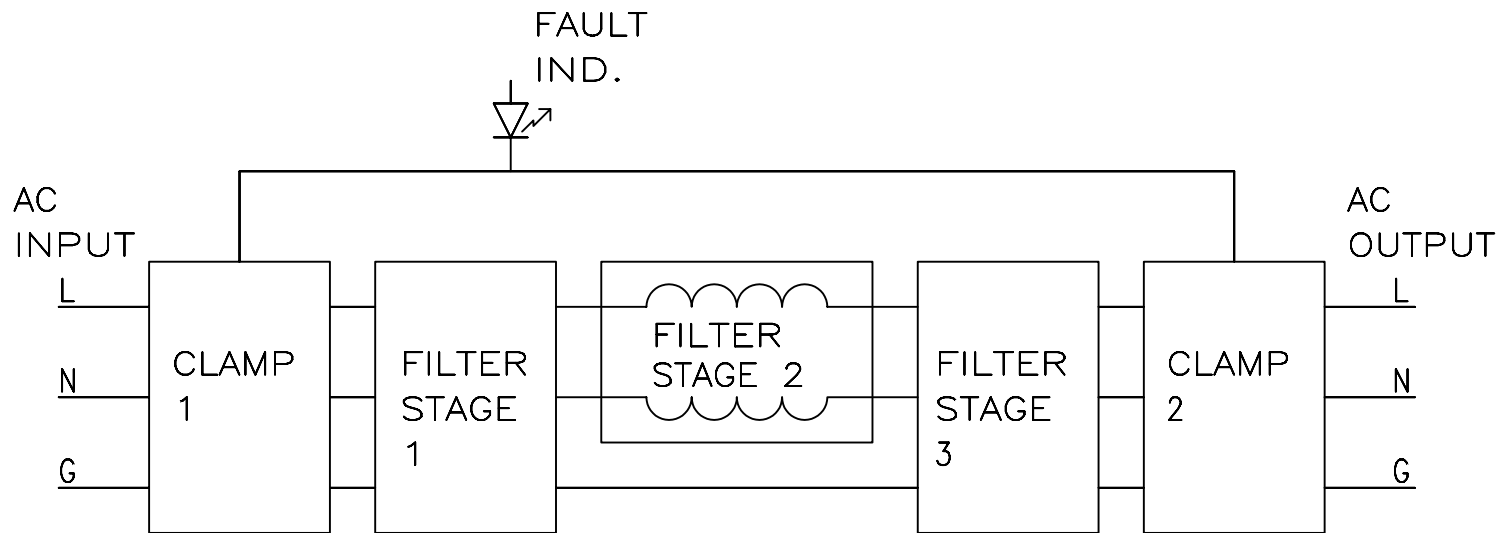 FAULT
IND.
AC
INPUT
L
N
G
CLAMP
1
FILTER
STAGE
1
FILTER
STAGE 2
FILTER
STAGE
3
CLAMP
2
AC
OUTPUT
L
N
G